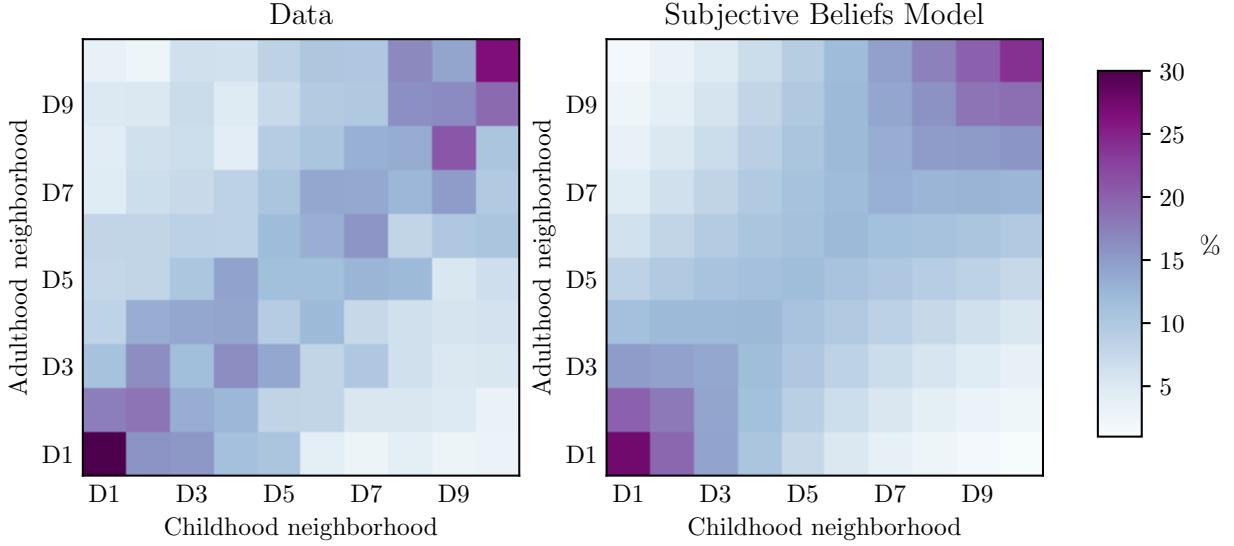 Data
Subjective Beliefs Model
Adulthood neighborhood
D9
D7
D5
D3
D1
D1 D3 D5 D7 D9
Childhood neighborhood
Adulthood neighborhood
D9
D7
D5
D3
D1
D1 D3 D5 D7 D9
Childhood neighborhood
30
25
20
15
10
5
%